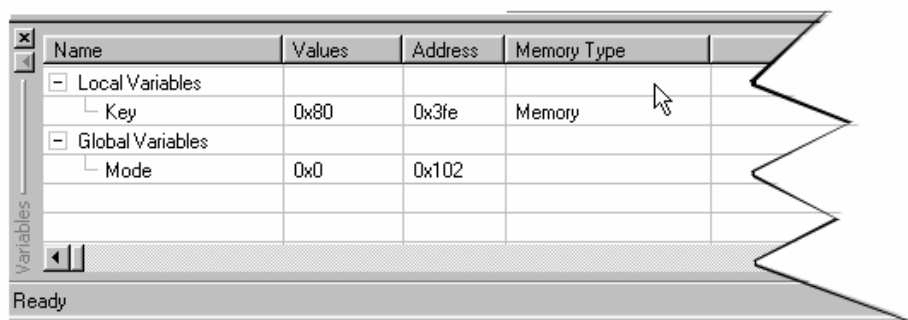 Name Values Address Memory Type
Local Variables
Key 0x80 0x3fe Memory
Global Variables
Mode 0x0 0x102
Variables
Ready